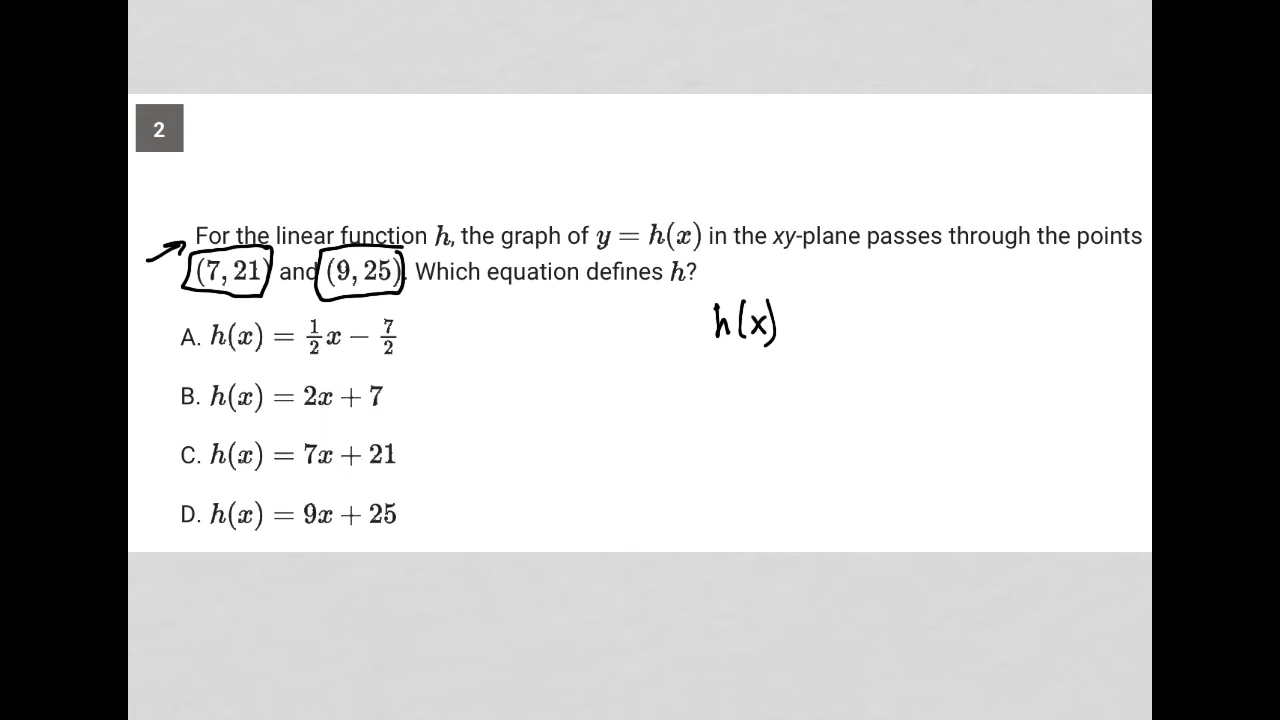 2
For the linear function h, the graph of y = h(x) in the xy-plane passes through the points
(7, 21) and (9, 25). Which equation defines h?
h(x)
A. h(x) = 1/2 x − 7/2
B. h(x) = 2x + 7
C. h(x) = 7x + 21
D. h(x) = 9x + 25